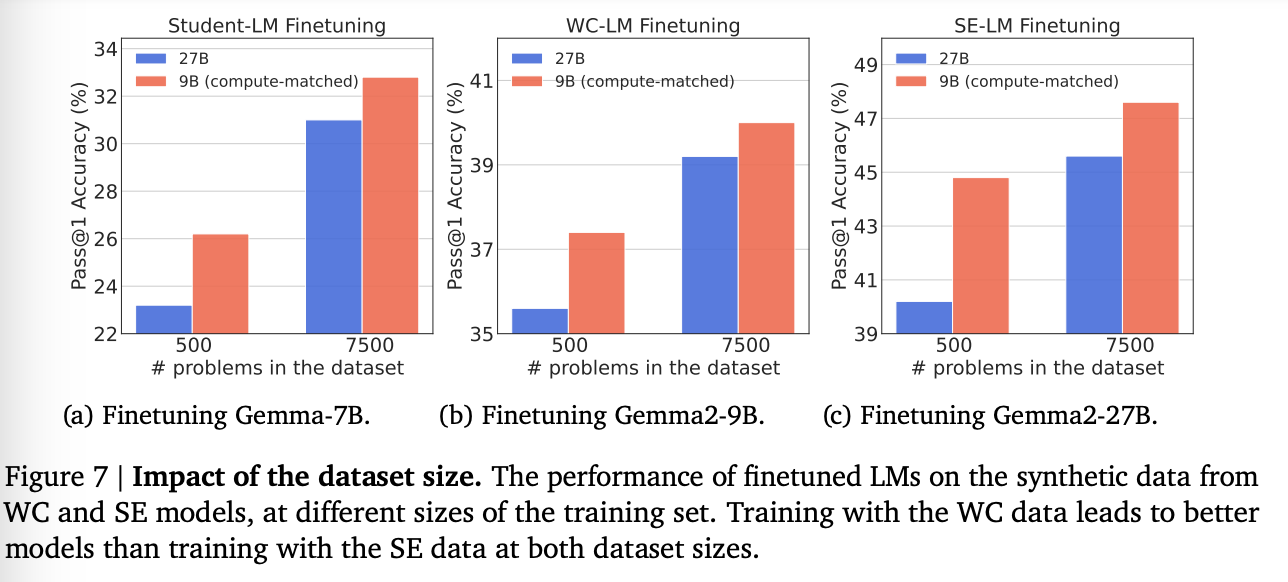 Student-LM Finetuning
34
32
30
28
26
24
22
Pass@1 Accuracy (%)
27B
9B (compute-matched)
500 7500
# problems in the dataset
(a) Finetuning Gemma-7B.
WC-LM Finetuning
41
39
37
35
Pass@1 Accuracy (%)
27B
9B (compute-matched)
500 7500
# problems in the dataset
(b) Finetuning Gemma2-9B.
SE-LM Finetuning
49
47
45
43
41
39
Pass@1 Accuracy (%)
27B
9B (compute-matched)
500 7500
# problems in the dataset
(c) Finetuning Gemma2-27B.
Figure 7 | Impact of the dataset size. The performance of finetuned LMs on the synthetic data from
WC and SE models, at different sizes of the training set. Training with the WC data leads to better
models than training with the SE data at both dataset sizes.